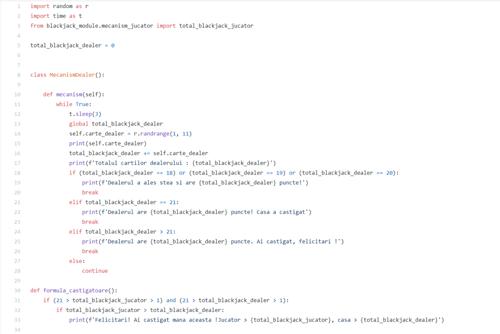 1 import random as r
2 import time as t
3 from blackjack_module.mecanism_jucator import total_blackjack_jucator
4
5 total_blackjack_dealer = 0
6
7
8 class MecanismDealer():
9
10 def mecanism(self):
11 while True:
12 t.sleep(3)
13 global total_blackjack_dealer
14 self.carte_dealer = r.randrange(1, 11)
15 print(self.carte_dealer)
16 total_blackjack_dealer += self.carte_dealer
17 print(f'Totalul cartilor dealerului : {total_blackjack_dealer}')
18 if (total_blackjack_dealer == 18) or (total_blackjack_dealer == 19) or (total_blackjack_dealer == 20):
19 print(f'Dealerul a ales stea si are {total_blackjack_dealer} puncte!')
20 break
21 elif total_blackjack_dealer == 21:
22 print(f'Dealerul are {total_blackjack_dealer} puncte! Casa a castigat')
23 break
24 elif total_blackjack_dealer > 21:
25 print(f'Dealerul are {total_blackjack_dealer} puncte. Ai castigat, felicitari !')
26 break
27 else:
28 continue
29
30 def formula_castigatoare():
31 if (21 > total_blackjack_jucator > 1) and (21 > total_blackjack_dealer > 1):
32 if total_blackjack_jucator > total_blackjack_dealer:
33 print(f'Felicitari! Ai castigat mana aceasta !Jucator > {total_blackjack_jucator}, casa > {total_blackjack_dealer}')